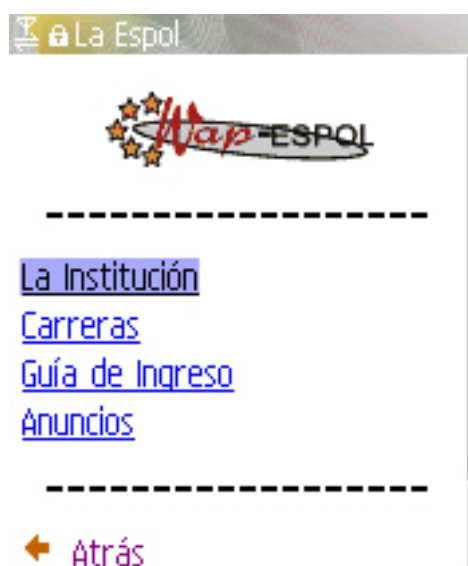 La Espol
Wap-ESPOL
------------------
La Institución
Carreras
Guía de Ingreso
Anuncios
------------------
Atrás